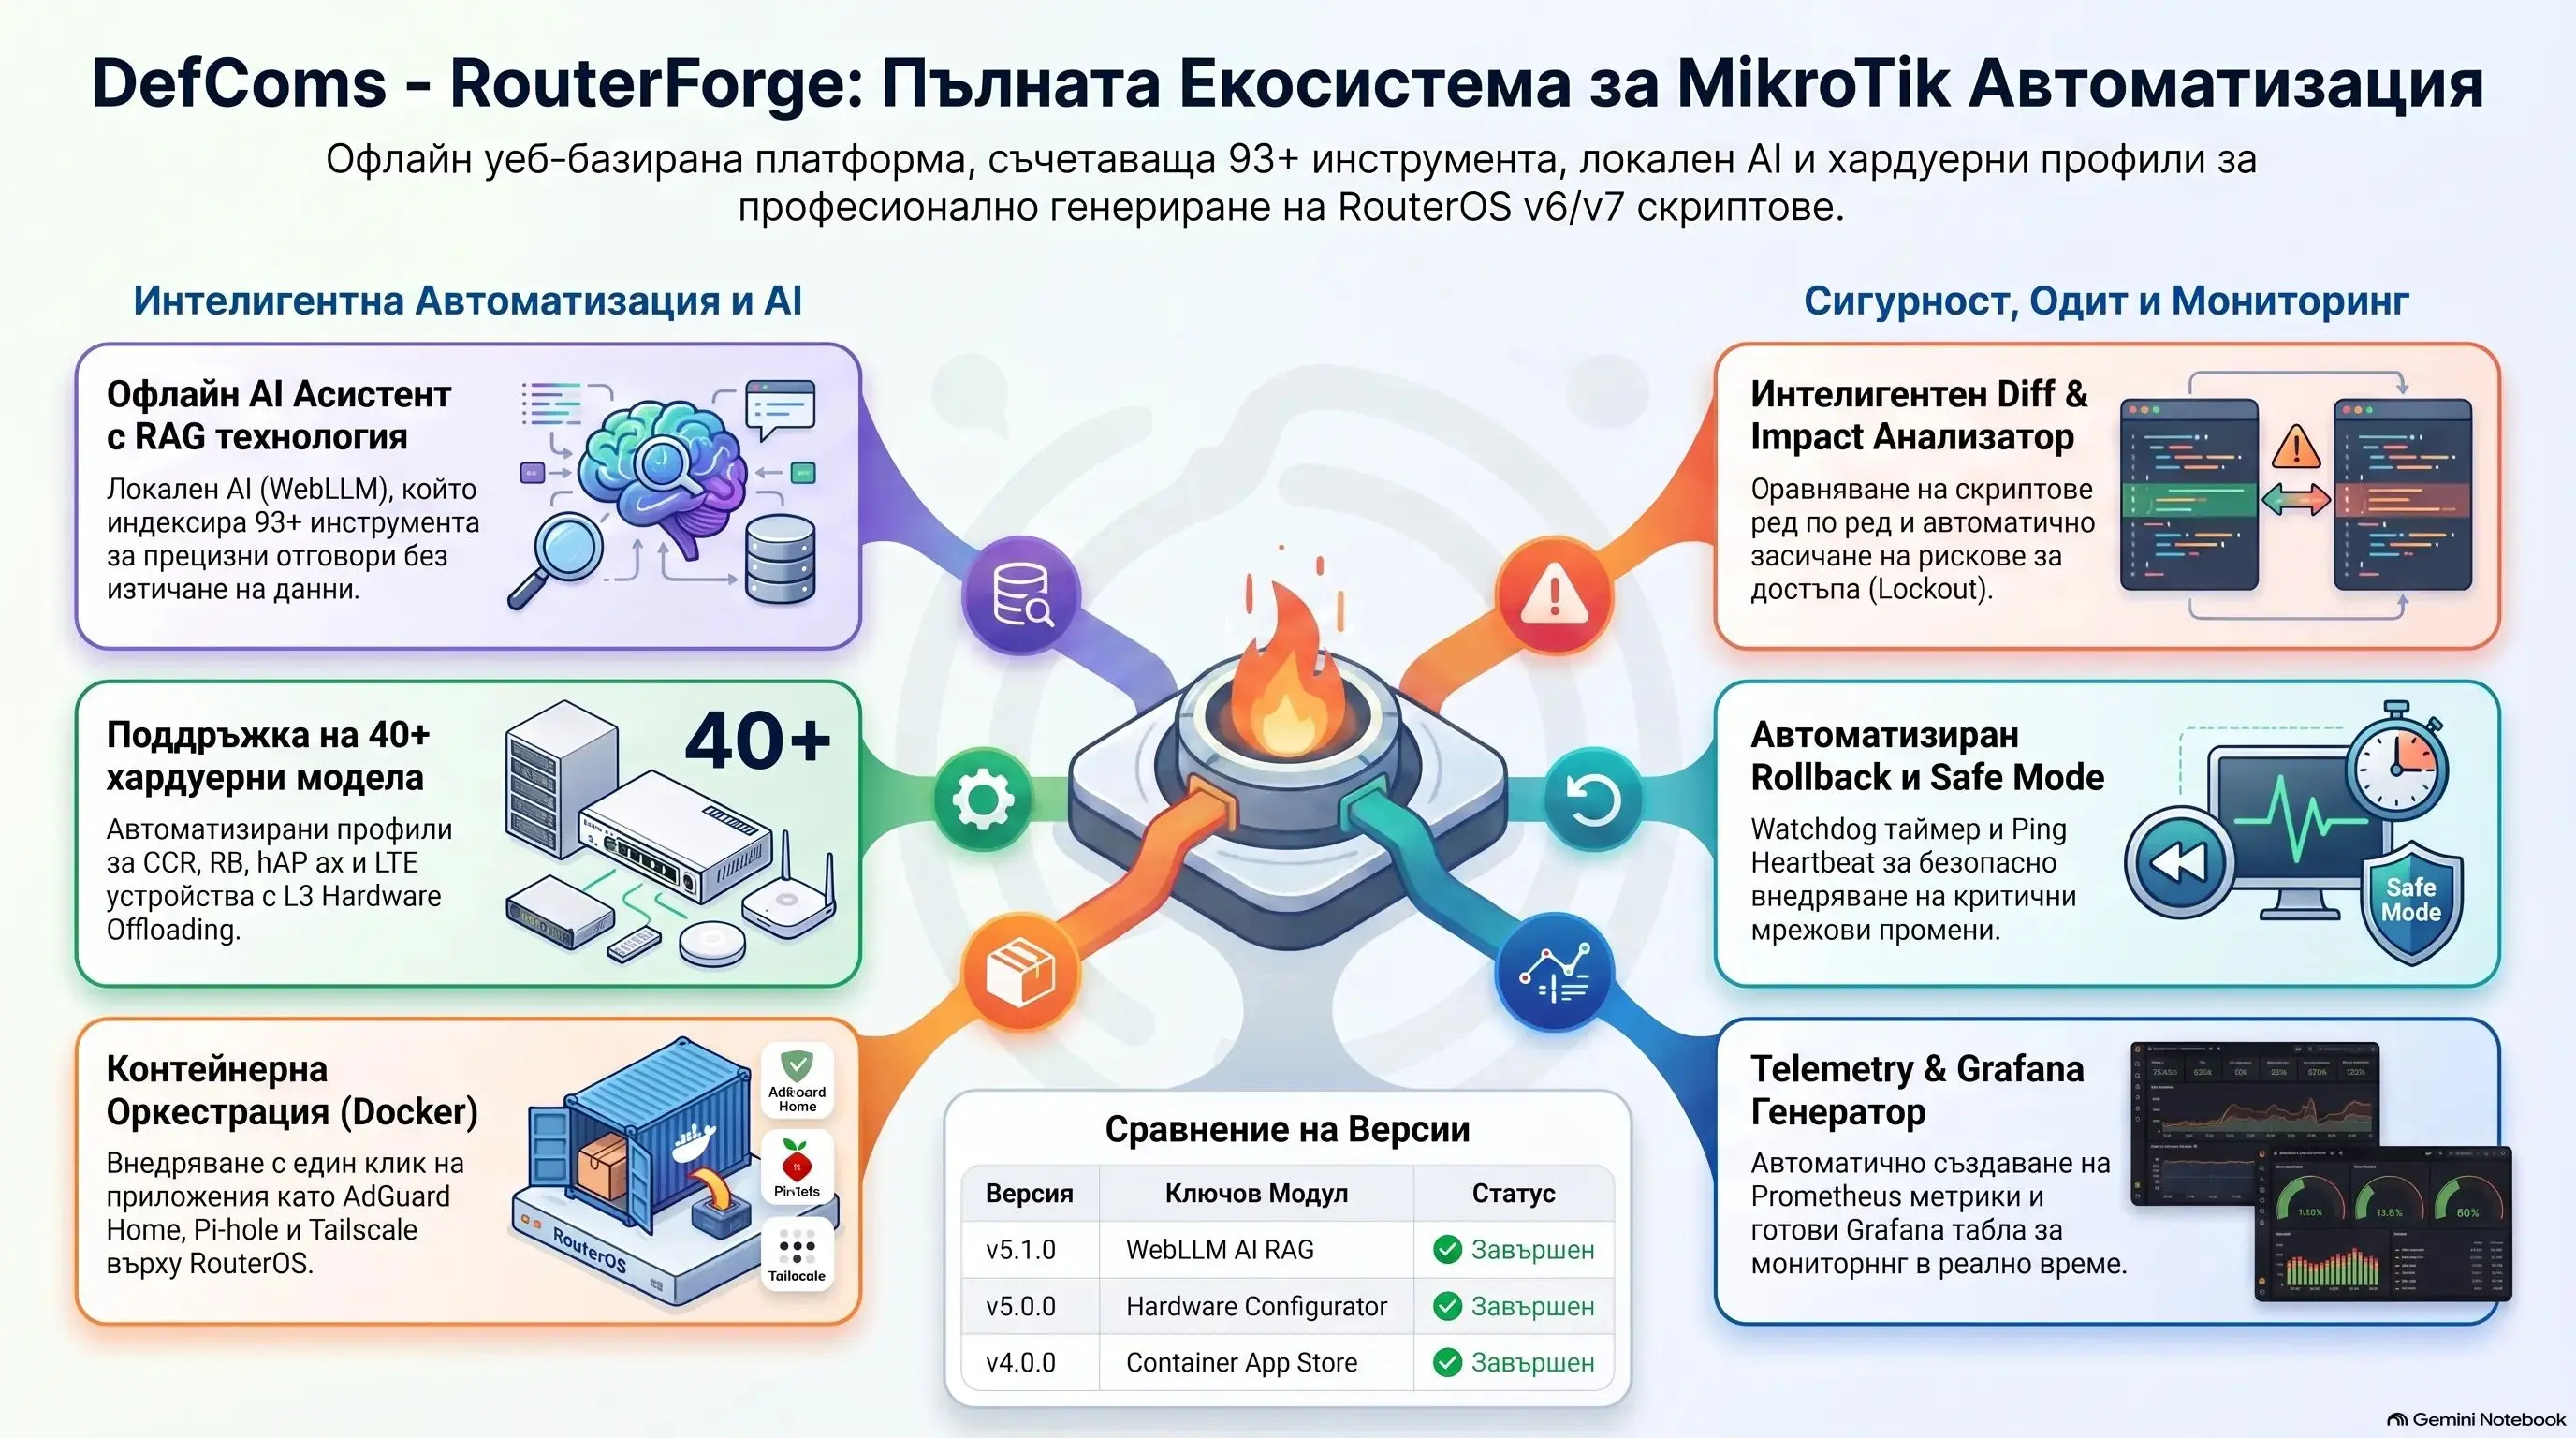 DefComs - RouterForge: Пълната Екосистема за MikroTik Автоматизация
Офлайн уеб-базирана платформа, съчетаваща 93+ инструмента, локален AI и хардуерни профили за
професионално генериране на RouterOS v6/v7 скриптове.
Интелигентна Автоматизация и AI
Офлайн AI Асистент
с RAG технология
Локален AI (WebLLM), който
индексира 93+ инструмента
за прецизни отговори без
изтичане на данни.
Поддръжка на 40+
хардуерни модела
40+
Автоматизирани профили
за CCR, RB, hAP ax и LTE
устройства с L3 Hardware
Offloading.
Контейнерна
Оркестрация (Docker)
Внедряване с един клик на
приложения като AdGuard
Home, Pi-hole и Tailscale
върху RouterOS.
RouterOS
Home
Tailocale
Сигурност, Одит и Мониторинг
Интелигентен Diff &
Impact Анализатор
Оравняване на скриптове
ред по ред и автоматично
засичане на рискове за
достъпа (Lockout).
Автоматизиран
Rollback и Safe Mode
Watchdog таймер и Ping
Heartbeat за безопасно
внедряване на критични
мрежови промени.
Safe
Mode
Telemetry & Grafana
Генератор
Автоматично създаване на
Prometheus метрики и
готови Grafana табла за
мониторннг в реално време.
60%
Сравнение на Версии
Версия Ключов Модул Статус
v5.1.0 WebLLM AI RAG Завършен
v5.0.0 Hardware Configurator Завършен
v4.0.0 Container App Store Завършен
Gemini Notebook